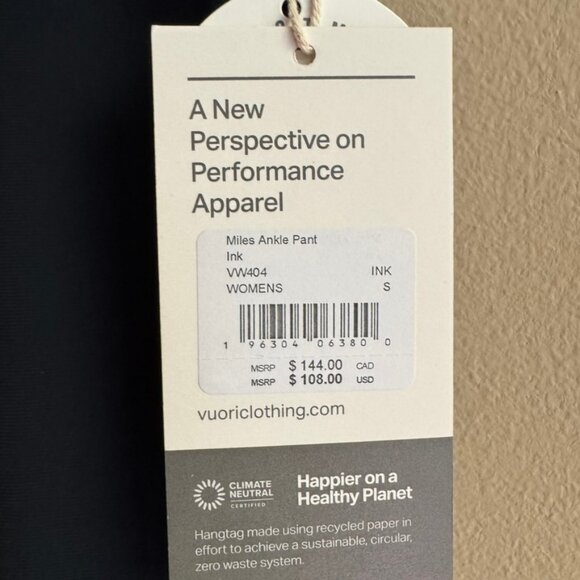 A New
Perspective on
Performance
Apparel
Miles Ankle Pant
Ink
VW404 INK
WOMENS S
1 96304 06380 0
MSRP $ 144.00 CAD
MSRP $ 108.00 USD
vuoriclothing.com
CLIMATE
NEUTRAL
CERTIFIED
Happier on a
Healthy Planet
Hangtag made using recycled paper in
effort to achieve a sustainable, circular,
zero waste system.